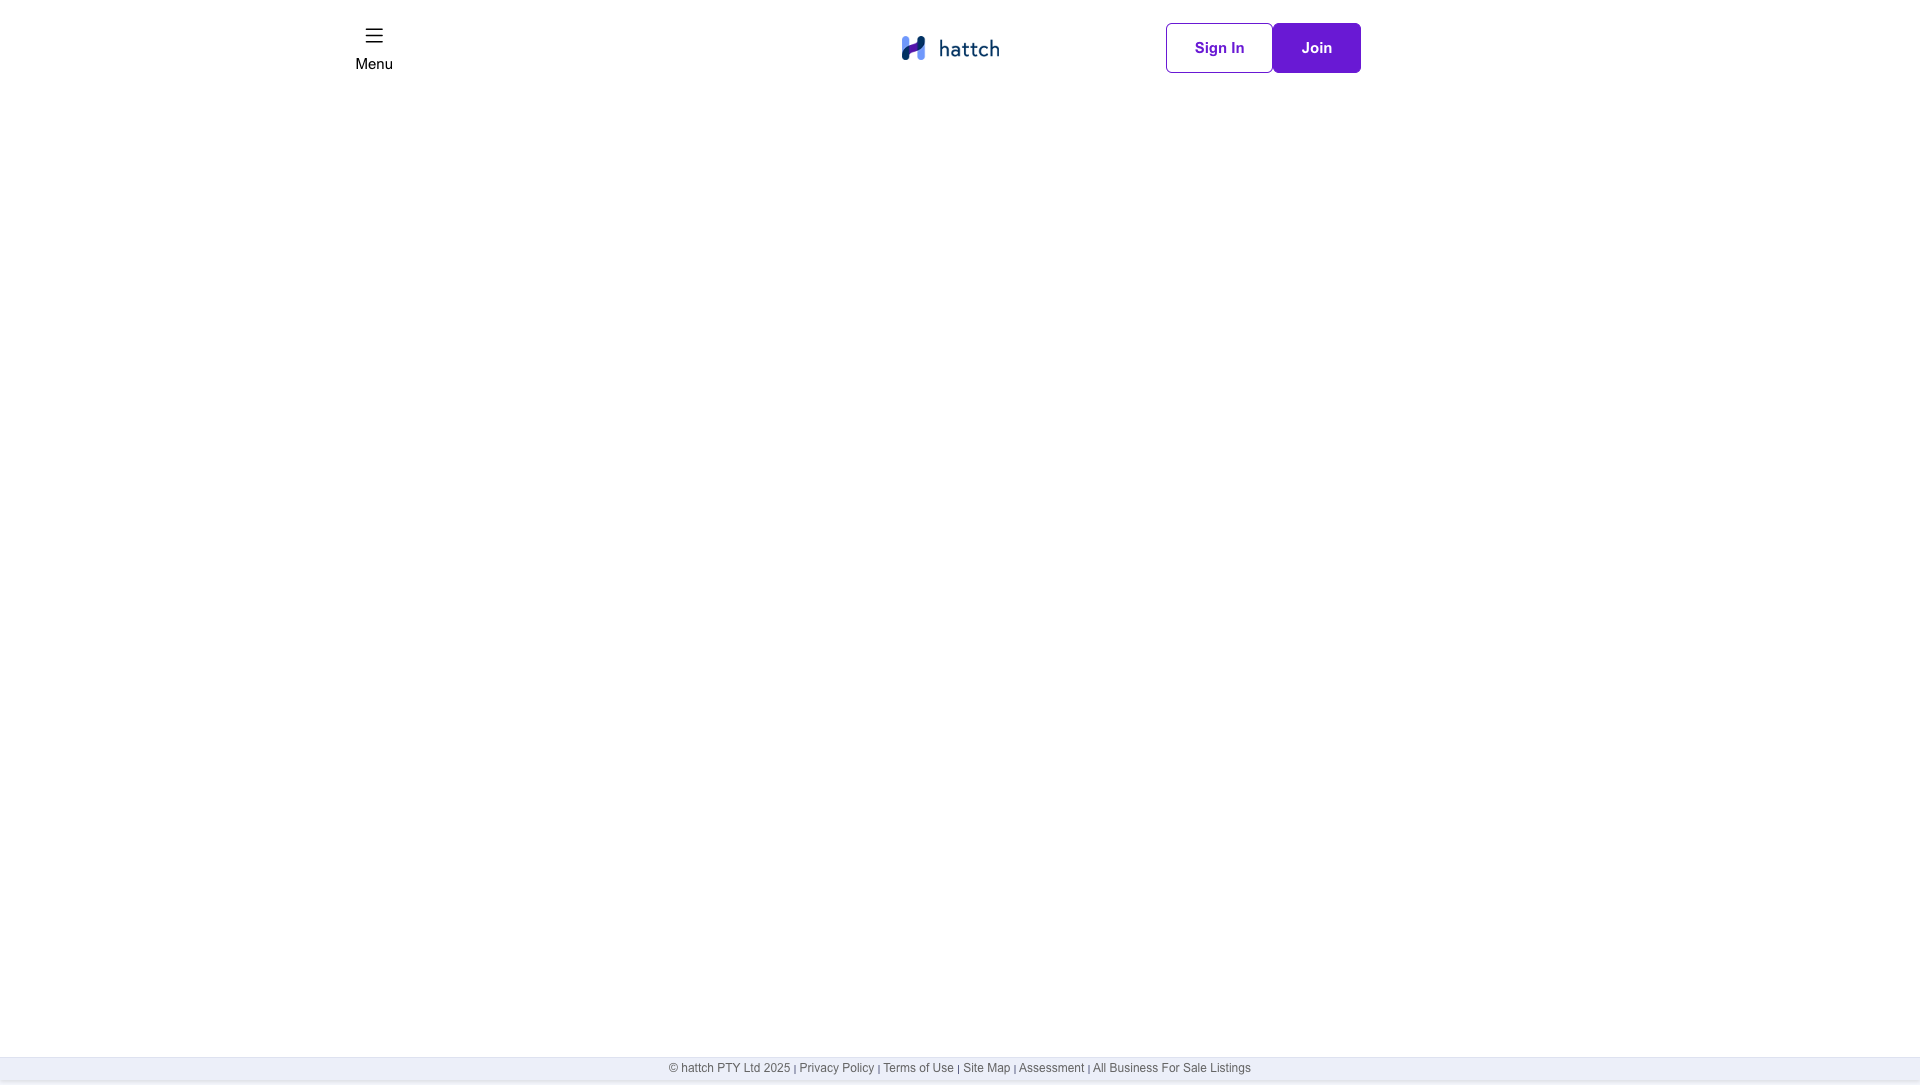 Menu
hattch
Sign In
Join
© hattch PTY Ltd 2025 | Privacy Policy | Terms of Use | Site Map | Assessment | All Business For Sale Listings